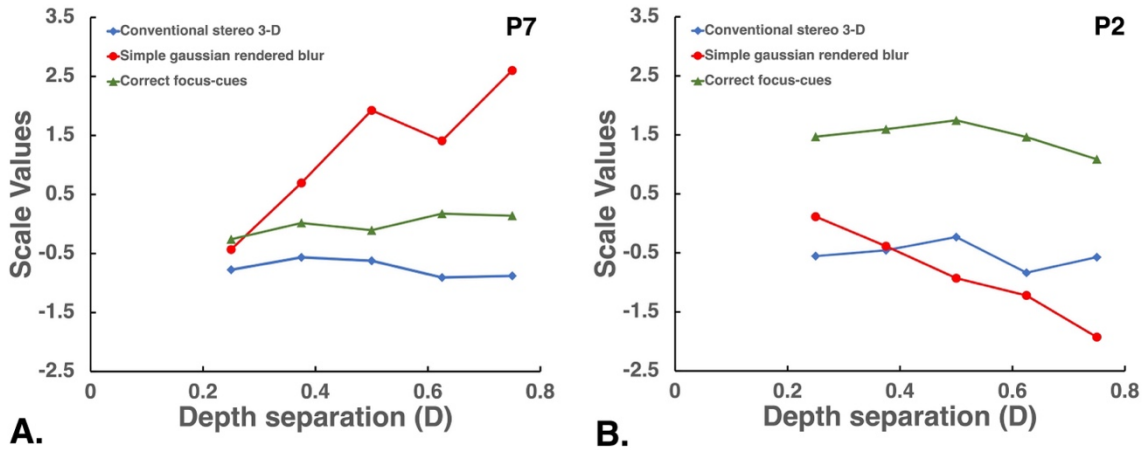 3.5
2.5
1.5
0.5
-0.5
-1.5
-2.5
Scale Values
Conventional stereo 3-D
Simple gaussian rendered blur
Correct focus-cues
P7
0 0.2 0.4 0.6 0.8
Depth separation (D)
A.
3.5
2.5
1.5
0.5
-0.5
-1.5
-2.5
Scale Values
Conventional stereo 3-D
Simple gaussian rendered blur
Correct focus-cues
P2
0 0.2 0.4 0.6 0.8
Depth separation (D)
B.